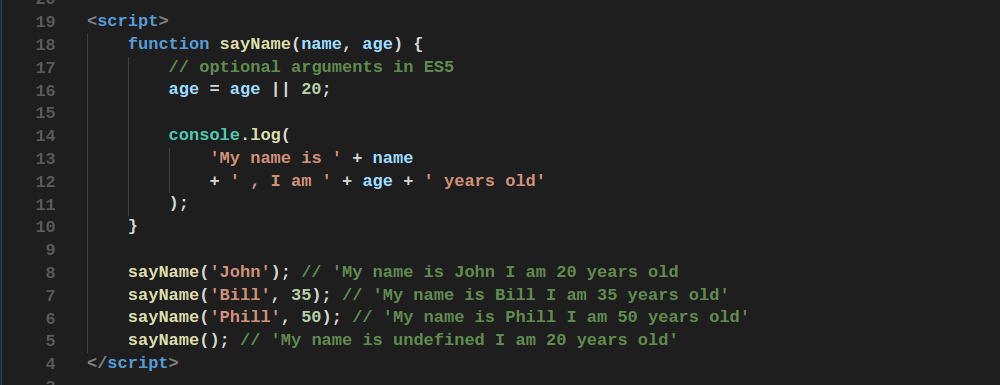 20
19 <script>
18 function sayName(name, age) {
17 // optional arguments in ES5
16 age = age || 20;
15
14 console.log(
13 'My name is ' + name
12 + ' , I am ' + age + ' years old'
11 );
10 }
9
8 sayName('John'); // 'My name is John I am 20 years old
7 sayName('Bill', 35); // 'My name is Bill I am 35 years old'
6 sayName('Phill', 50); // 'My name is Phill I am 50 years old'
5 sayName(); // 'My name is undefined I am 20 years old'
4 </script>